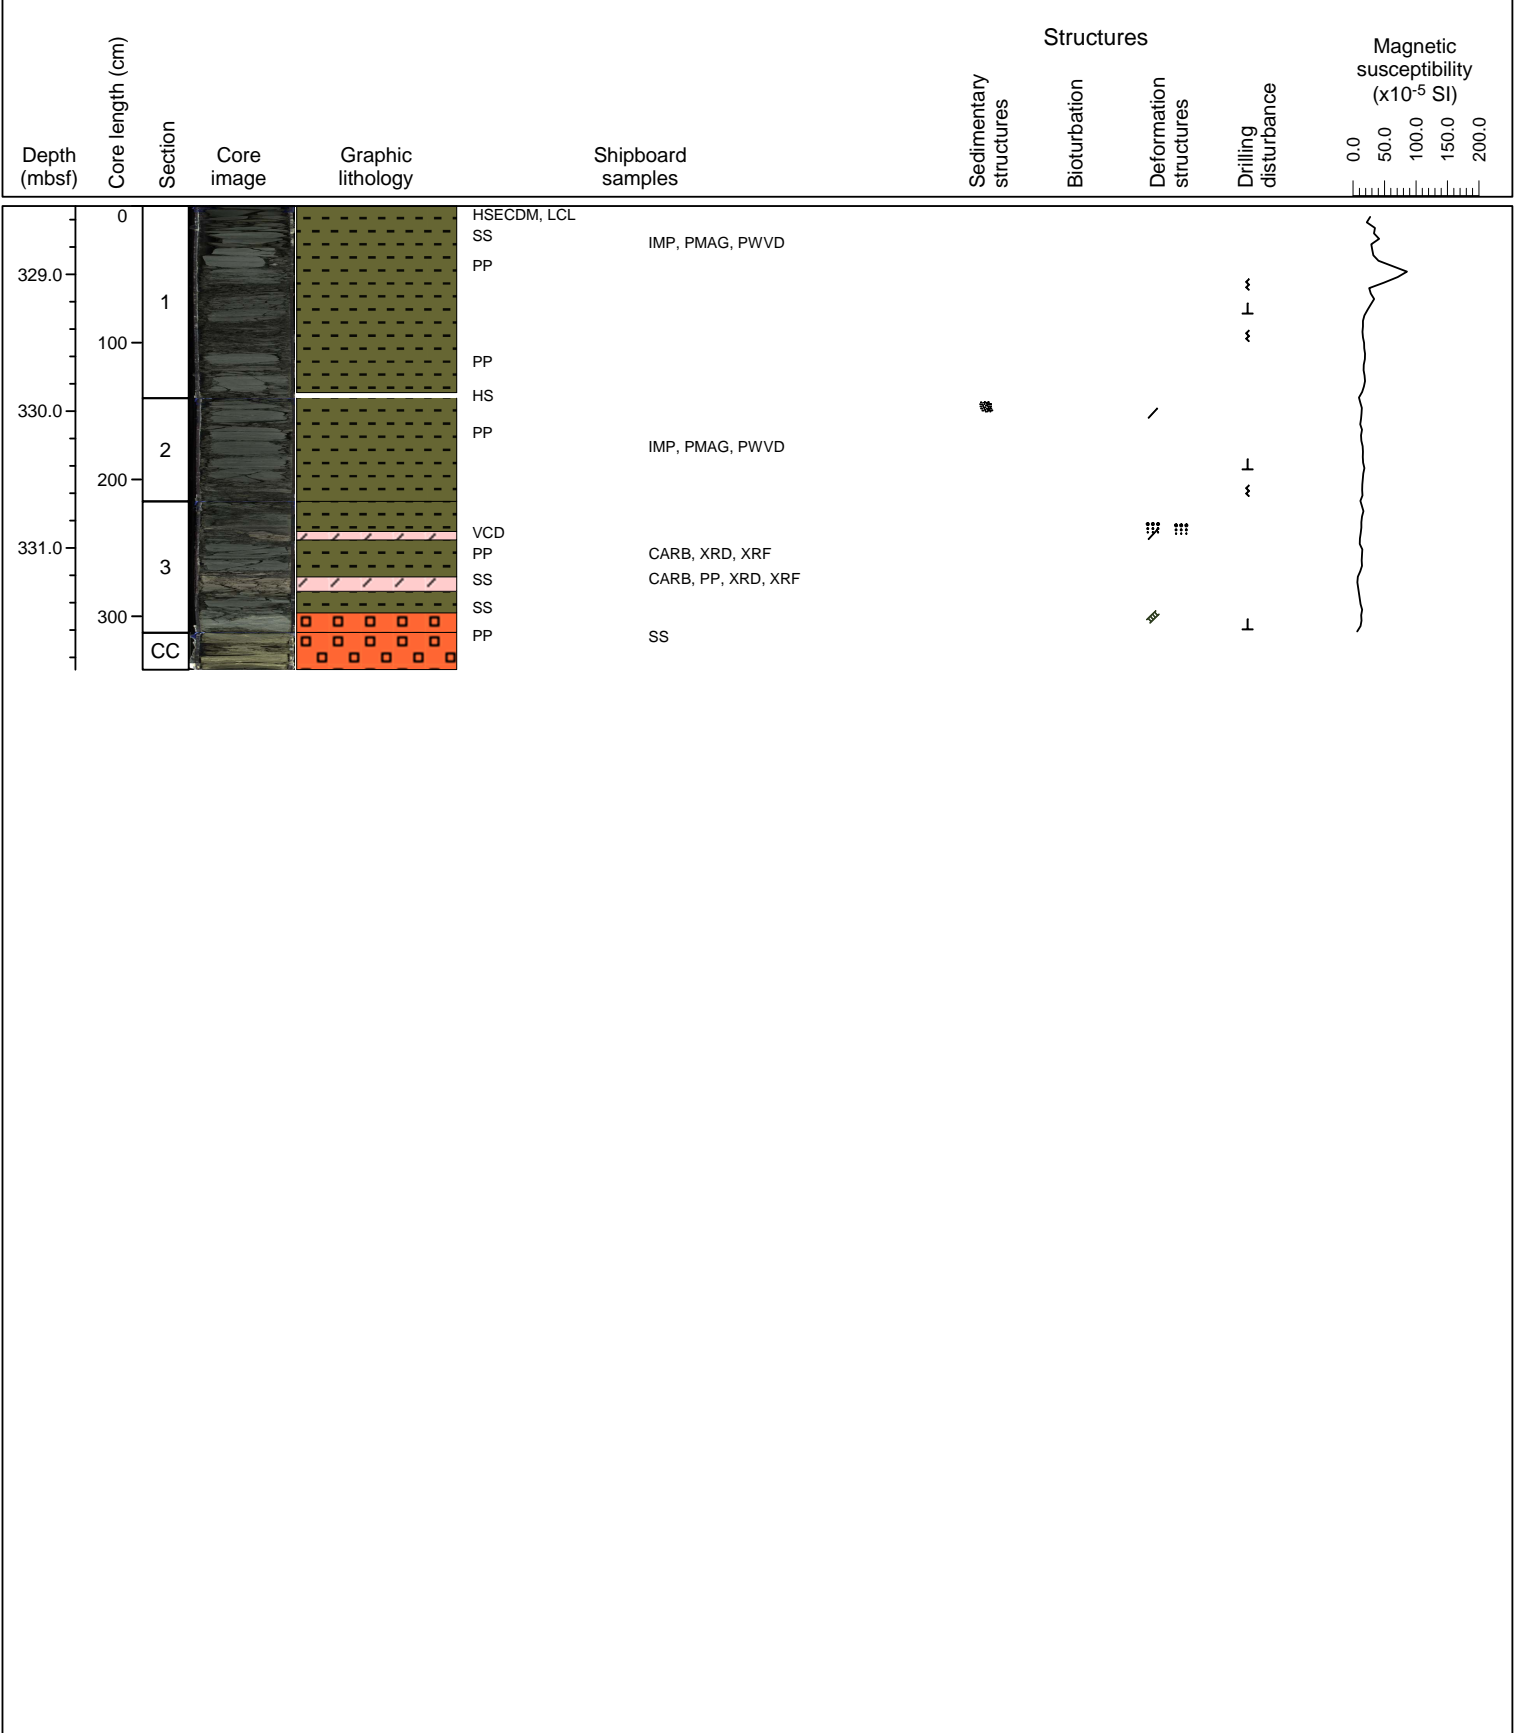 Structures
Depth
(mbsf)
Core length (cm)
Section
Core
image
Graphic
lithology
Shipboard
samples
Sedimentary
structures
Bioturbation
Deformation
structures
Drilling
disturbance
Magnetic
susceptibility
(x10-5 SI)
0.0
50.0
100.0
150.0
200.0
329.0
330.0
331.0
0
100
200
300
1
2
3
CC
HSECDM, LCL
SS
IMP, PMAG, PWVD
PP
PP
HS
PP
IMP, PMAG, PWVD
VCD
PP CARB, XRD, XRF
SS CARB, PP, XRD, XRF
SS
PP SS